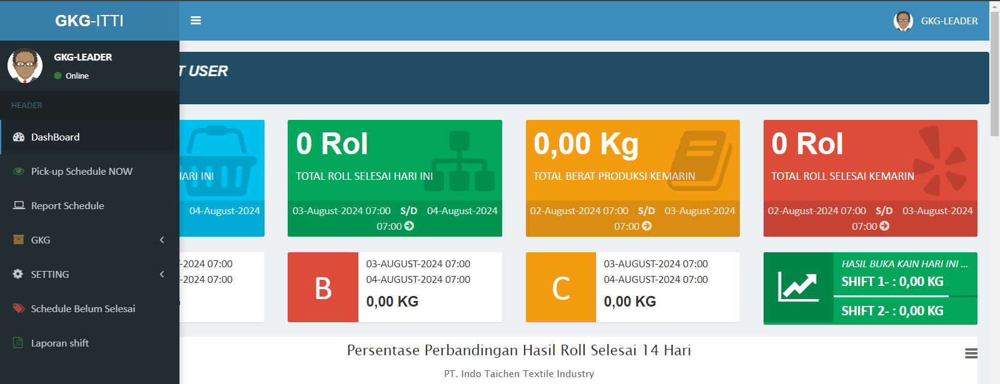 GKG-ITTI
GKG-LEADER
GKG-LEADER
Online
HEADER
DashBoard
Pick-up Schedule NOW
Report Schedule
GKG
SETTING
Schedule Belum Selesai
Laporan shift
T USER
HARI INI
04-August-2024
0 Rol
TOTAL ROLL SELESAI HARI INI
03-August-2024 07:00 S/D 04-August-2024
07:00
0,00 Kg
TOTAL BERAT PRODUKSI KEMARIN
02-August-2024 07:00 S/D 03-August-2024
07:00
0 Rol
TOTAL ROLL SELESAI KEMARIN
02-August-2024 07:00 S/D 03-August-2024
07:00
-2024 07:00
-2024 07:00
B
03-AUGUST-2024 07:00
04-AUGUST-2024 07:00
0,00 KG
C
03-AUGUST-2024 07:00
04-AUGUST-2024 07:00
0,00 KG
HASIL BUKA KAIN HARI INI ...
SHIFT 1- : 0,00 KG
SHIFT 2- : 0,00 KG
Persentase Perbandingan Hasil Roll Selesai 14 Hari
PT. Indo Taichen Textile Industry